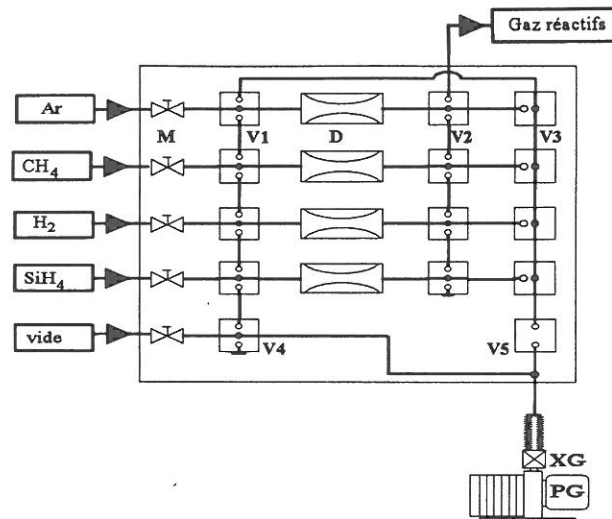 Gaz réactifs
Ar
M V1 D V2 V3
CH4
H2
SiH4
vide
V4 V5
XG
PG